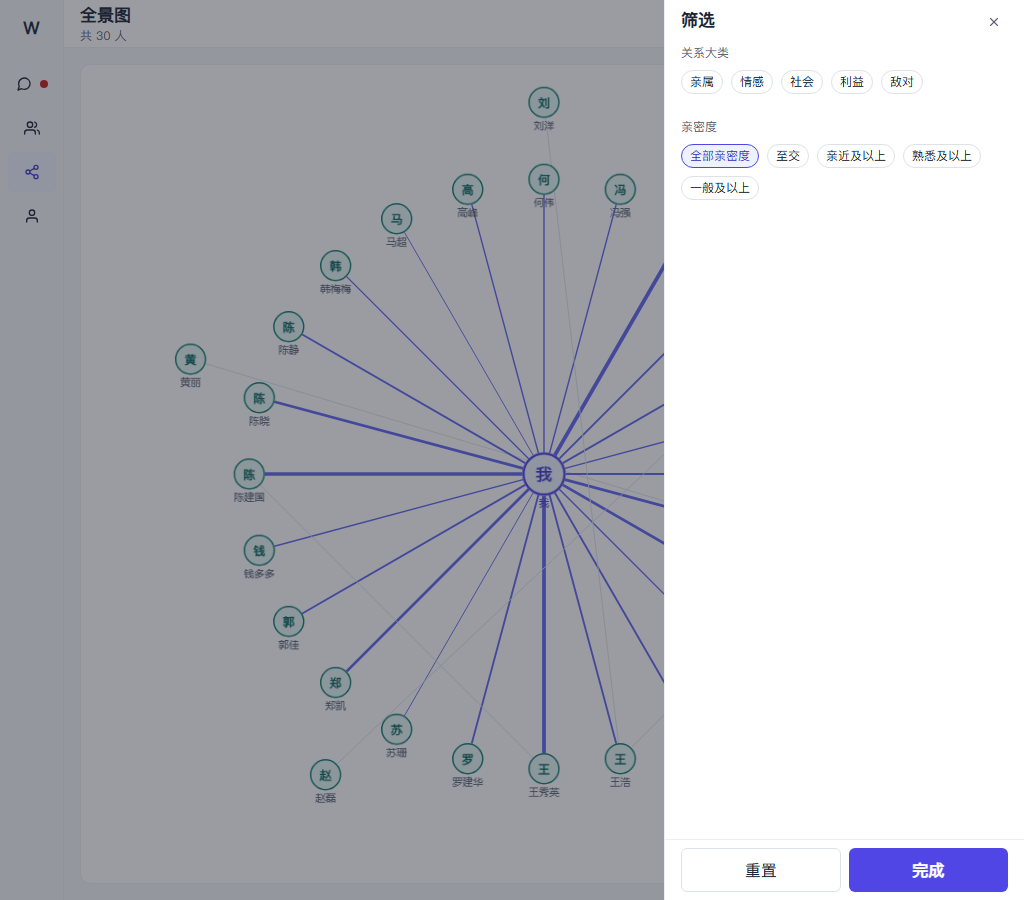 W
全景图
共 30 人
刘
刘洋
高
高峰
何
何伟
冯
冯强
马
马超
韩
韩梅梅
陈
陈静
黄
黄丽
陈
陈晓
陈
陈建国
我
我
钱
钱多多
郭
郭佳
郑
郑凯
苏
苏珊
罗
罗建华
王
王秀英
王
王浩
赵
赵磊
筛选
关系大类
亲属 情感 社会 利益 敌对
亲密度
全部亲密度 至交 亲近及以上 熟悉及以上
一般及以上
重置 完成